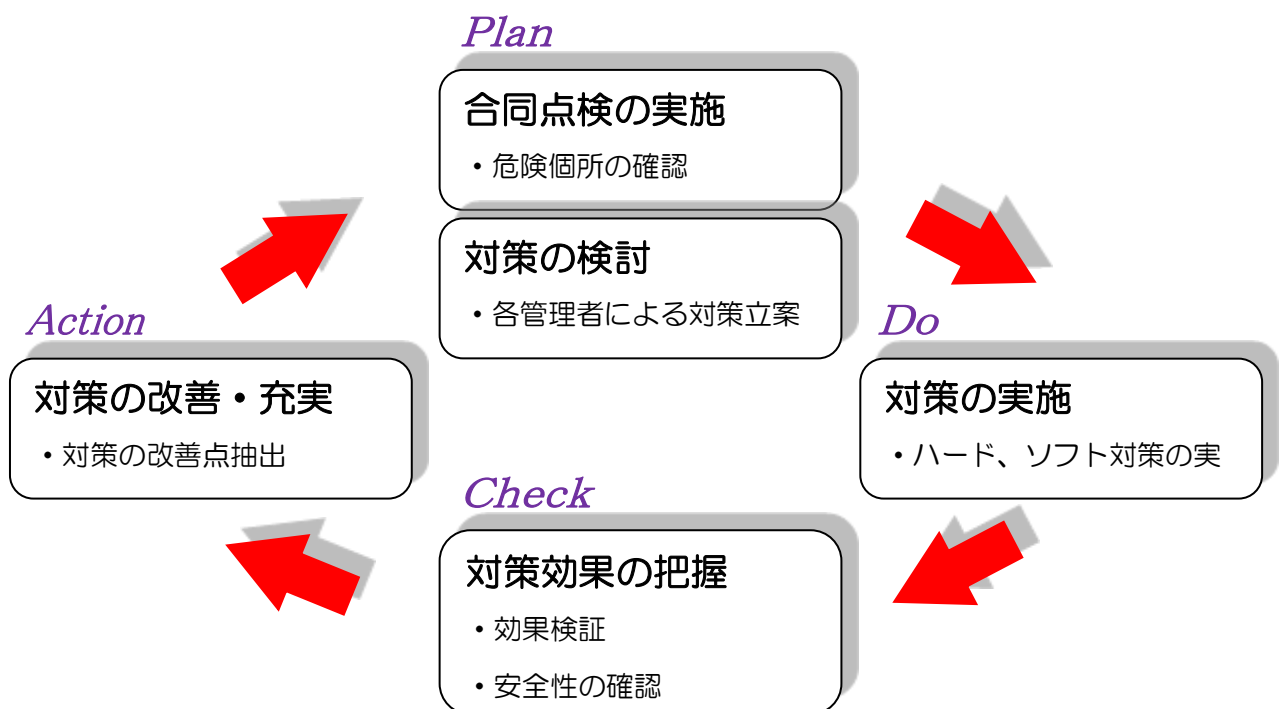 Plan
合同点検の実施
・危険個所の確認
対策の検討
・各管理者による対策立案
Do
対策の実施
・ハード、ソフト対策の実
Check
対策効果の把握
・効果検証
・安全性の確認
Action
対策の改善・充実
・対策の改善点抽出